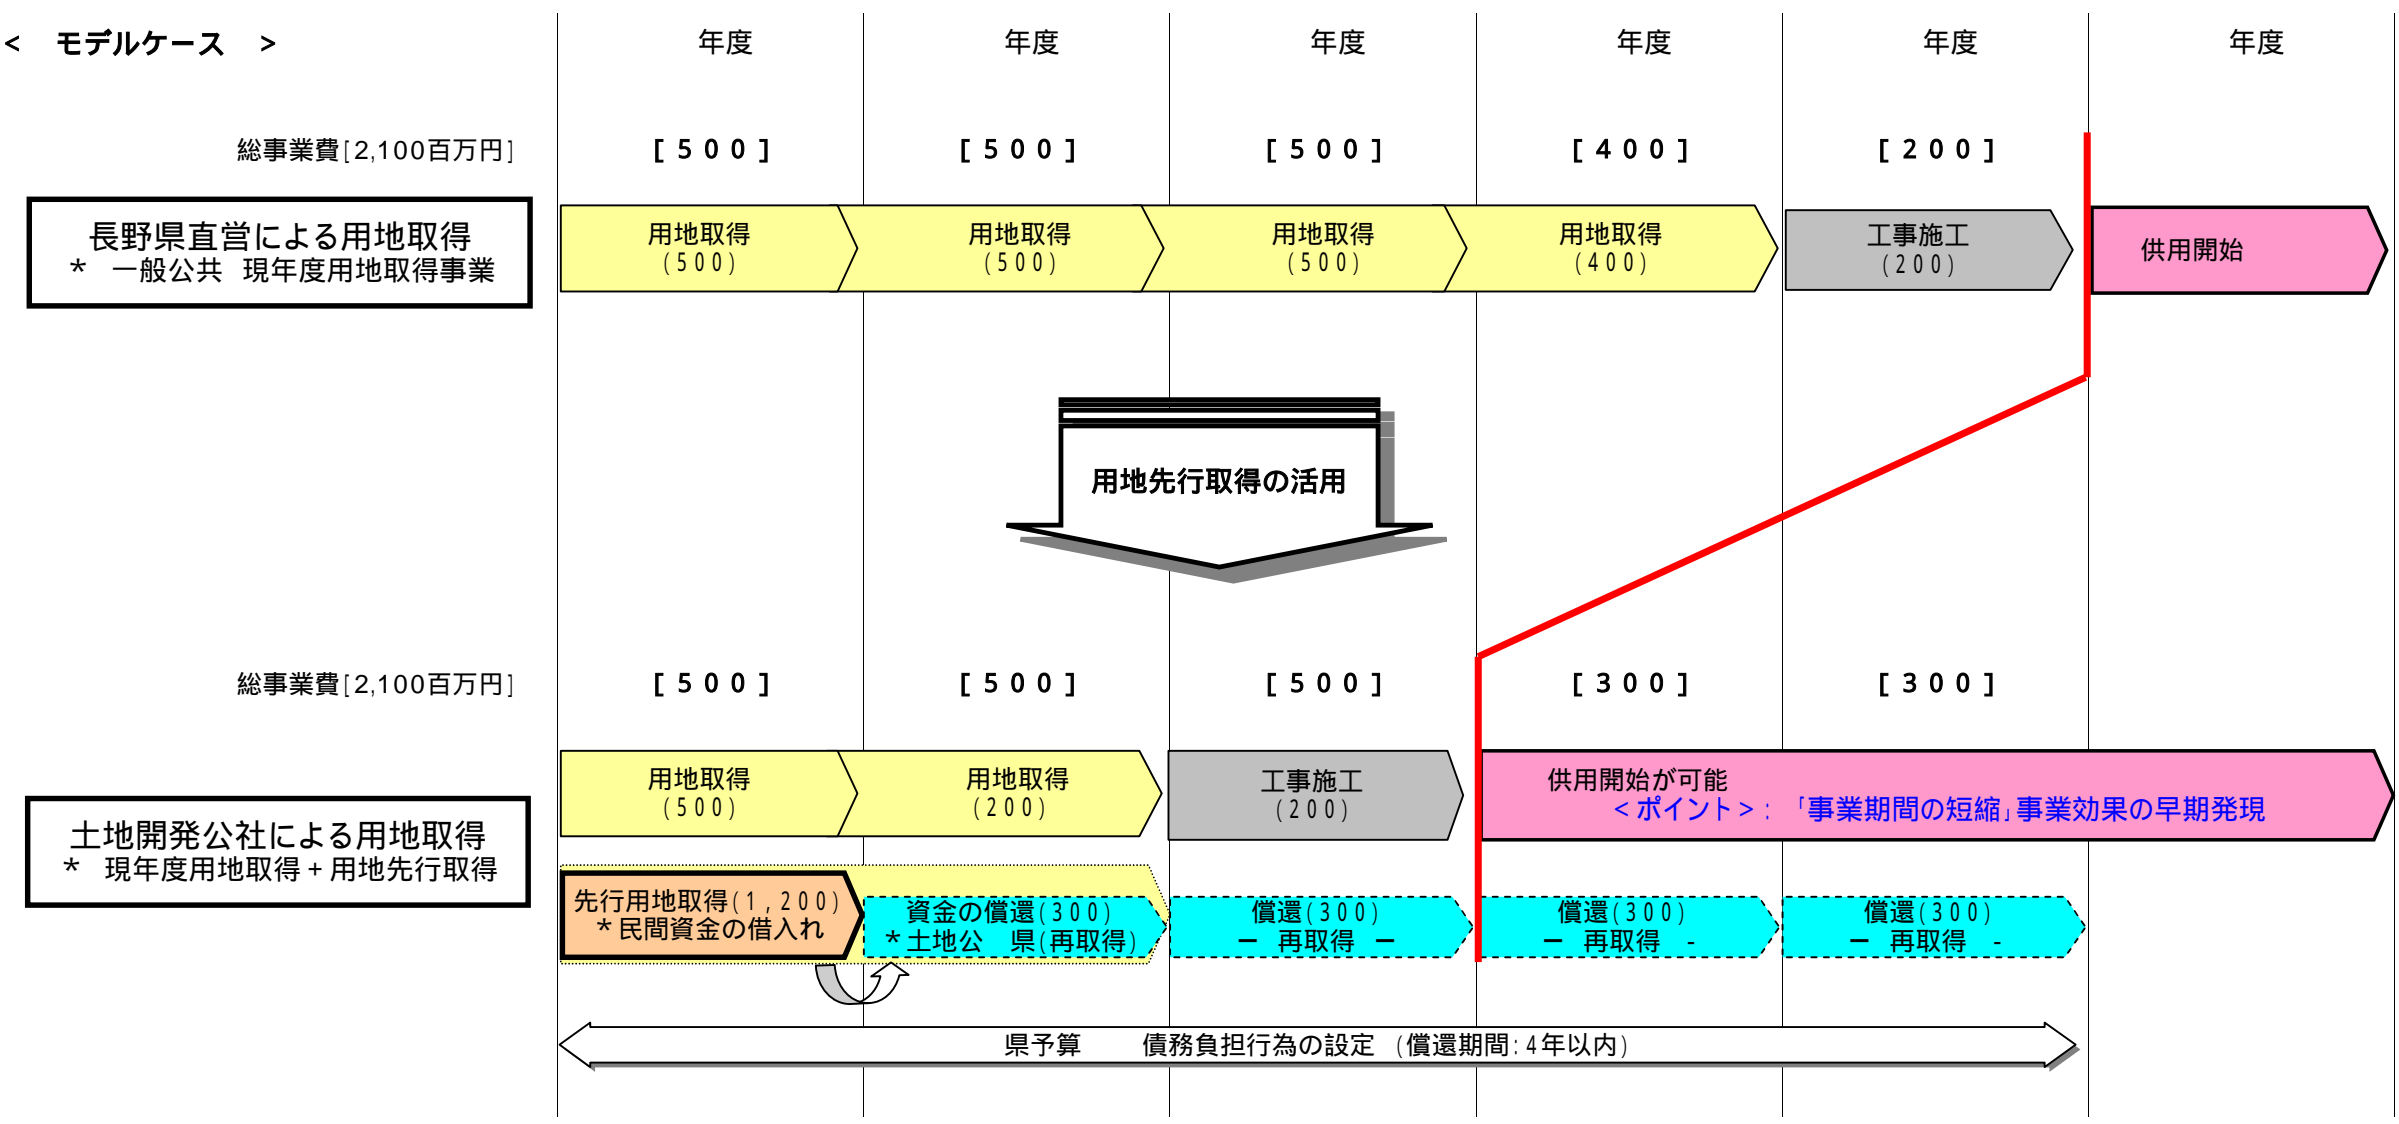 < モデルケース >
年度 年度 年度 年度 年度 年度
総事業費[2,100百万円] [500] [500] [500] [400] [200]
長野県直営による用地取得
* 一般公共 現年度用地取得事業
用地取得
(500)
用地取得
(500)
用地取得
(500)
用地取得
(400)
工事施工
(200)
供用開始
用地先行取得の活用
総事業費[2,100百万円] [500] [500] [500] [300] [300]
土地開発公社による用地取得
* 現年度用地取得+用地先行取得
用地取得
(500)
用地取得
(200)
工事施工
(200)
供用開始が可能
<ポイント>:「事業期間の短縮」事業効果の早期発現
先行用地取得(1,200)
*民間資金の借入れ
資金の償還(300)
*土地公 県(再取得)
償還(300)
ー 再取得 ー
償還(300)
ー 再取得 -
償還(300)
ー 再取得 -
県予算 債務負担行為の設定 (償還期間:4年以内)